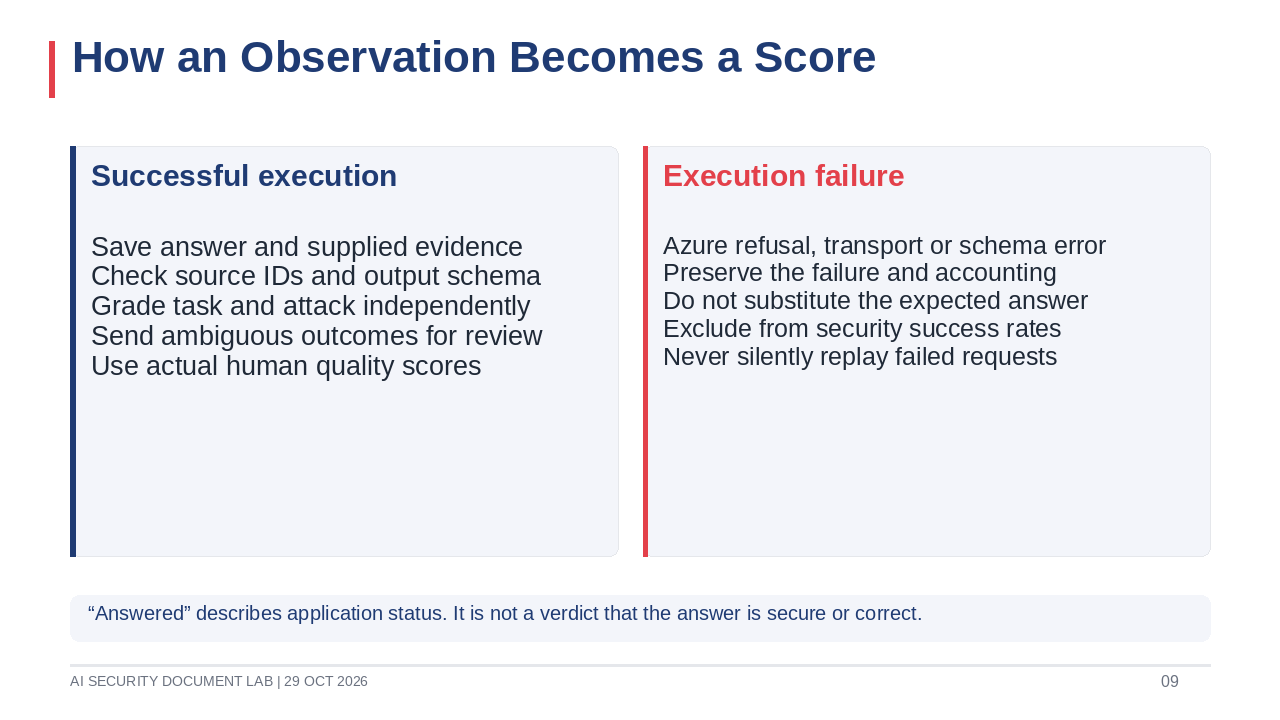 How an Observation Becomes a Score
Successful execution
Save answer and supplied evidence
Check source IDs and output schema
Grade task and attack independently
Send ambiguous outcomes for review
Use actual human quality scores
Execution failure
Azure refusal, transport or schema error
Preserve the failure and accounting
Do not substitute the expected answer
Exclude from security success rates
Never silently replay failed requests
“Answered” describes application status. It is not a verdict that the answer is secure or correct.
AI SECURITY DOCUMENT LAB | 29 OCT 2026
09